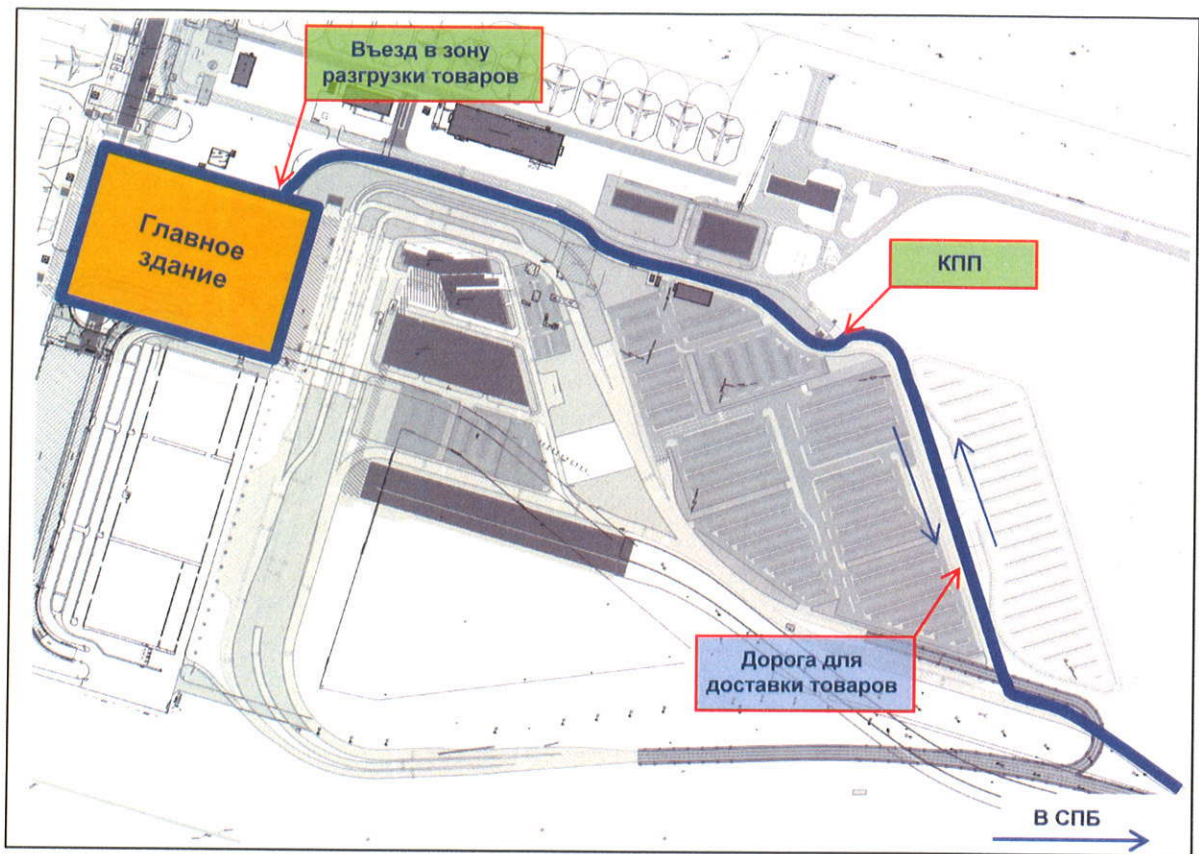 Въезд в зону
разгрузки товаров
Главное
здание
КПП
Дорога для
доставки товаров
В СПБ